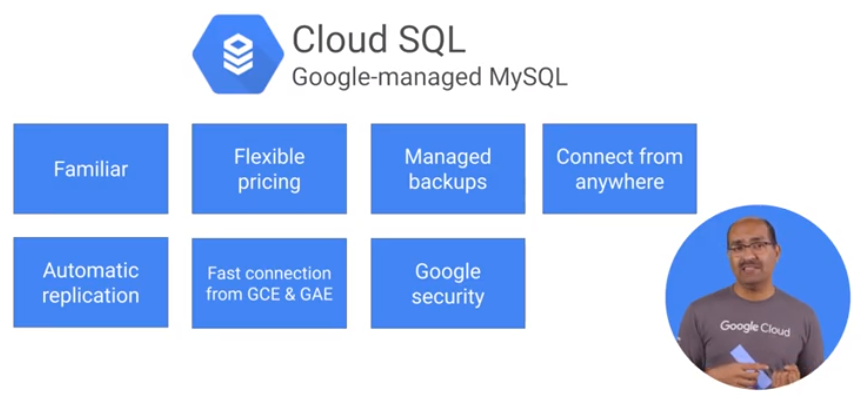 Cloud SQL
Google-managed MySQL
Familiar
Flexible
pricing
Managed
backups
Connect from
anywhere
Automatic
replication
Fast connection
from GCE & GAE
Google
security
Google Cloud